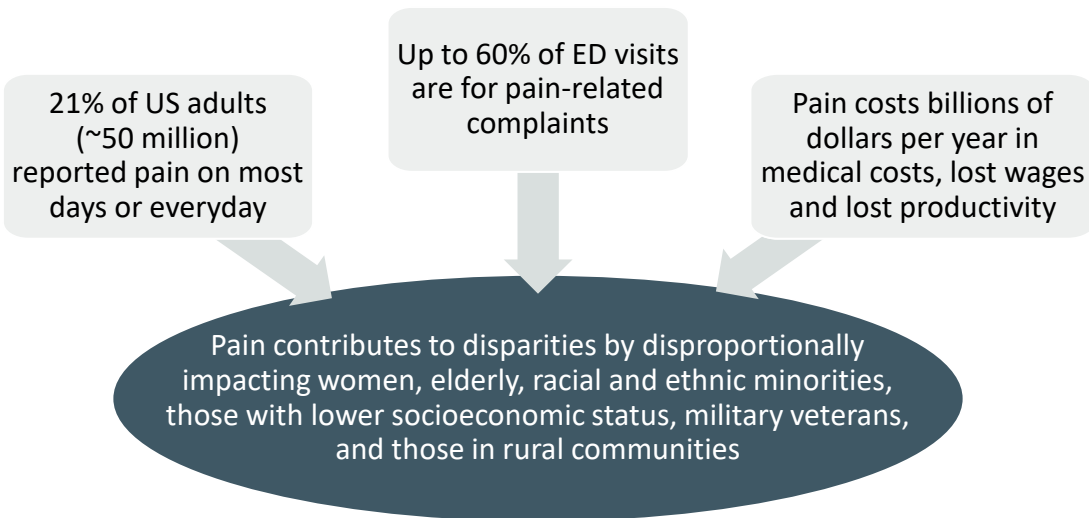 21% of US adults
(~50 million)
reported pain on most
days or everyday
Up to 60% of ED visits
are for pain-related
complaints
Pain costs billions of
dollars per year in
medical costs, lost wages
and lost productivity
Pain contributes to disparities by disproportionally
impacting women, elderly, racial and ethnic minorities,
those with lower socioeconomic status, military veterans,
and those in rural communities